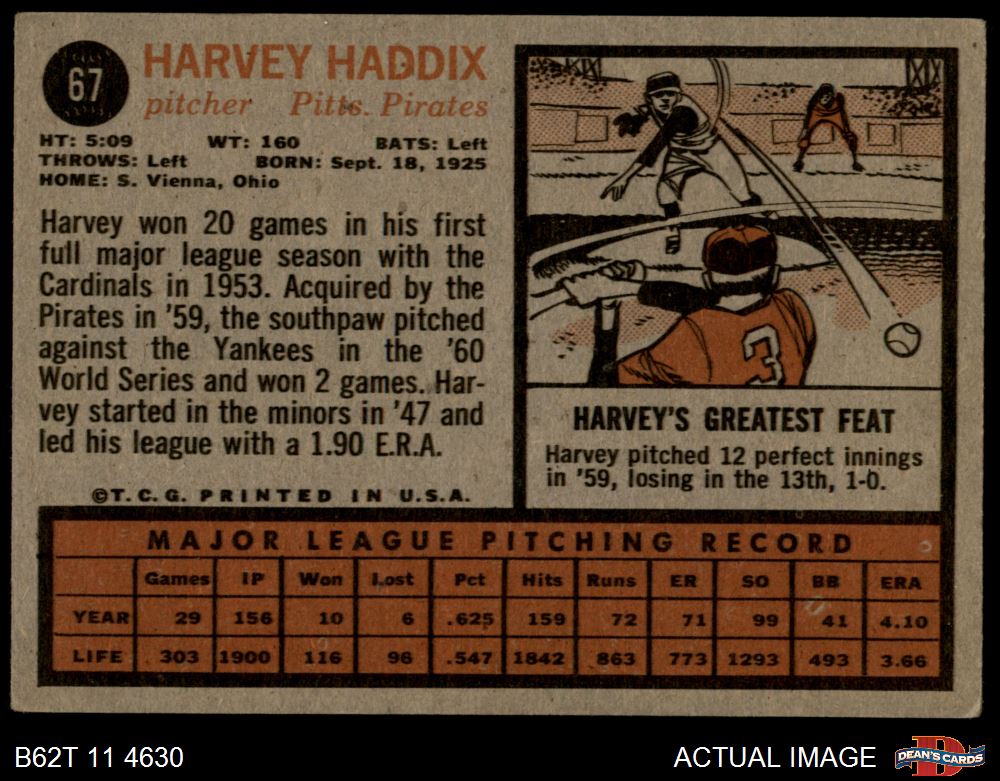 67
HARVEY HADDIX
pitcher Pitts. Pirates
HT: 5:09 WT: 160 BATS: Left
THROWS: Left BORN: Sept. 18, 1925
HOME: S. Vienna, Ohio
Harvey won 20 games in his first
full major league season with the
Cardinals in 1953. Acquired by the
Pirates in '59, the southpaw pitched
against the Yankees in the '60
World Series and won 2 games. Har-
vey started in the minors in '47 and
led his league with a 1.90 E.R.A.
©T.C.G. PRINTED IN U.S.A.
3
HARVEY'S GREATEST FEAT
Harvey pitched 12 perfect innings
in '59, losing in the 13th, 1-0.
MAJOR LEAGUE PITCHING RECORD
Games IP Won Lost Pct Hits Runs ER SO BB ERA
YEAR 29 156 10 6 .625 159 72 71 99 41 4.10
LIFE 303 1900 116 96 .547 1842 863 773 1293 493 3.66
B62T 11 4630 ACTUAL IMAGE
D
DEAN'S CARDS